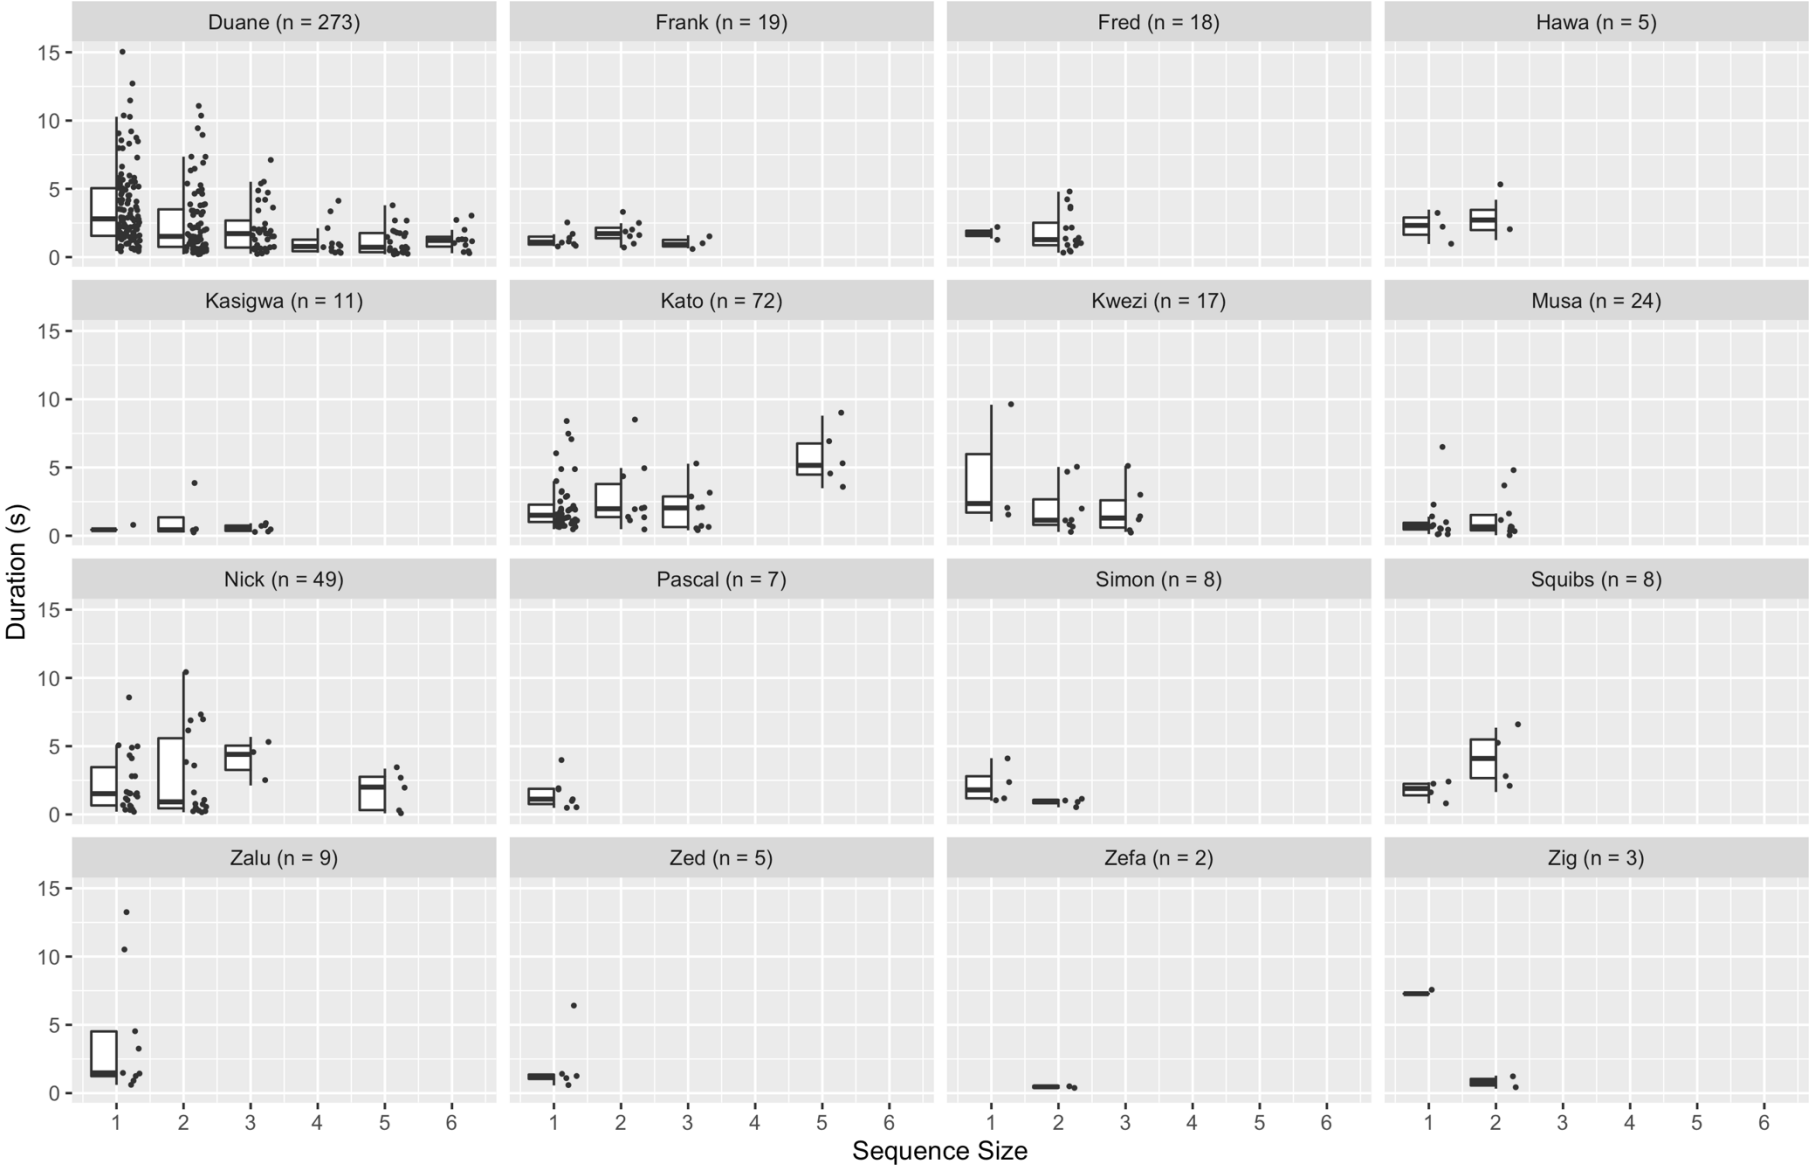 Duane (n = 273)
Frank (n = 19)
Fred (n = 18)
Hawa (n = 5)
15
10
5
0
Kasigwa (n = 11)
Kato (n = 72)
Kwezi (n = 17)
Musa (n = 24)
15
10
5
0
Nick (n = 49)
Pascal (n = 7)
Simon (n = 8)
Squibs (n = 8)
15
10
5
0
Zalu (n = 9)
Zed (n = 5)
Zefa (n = 2)
Zig (n = 3)
15
10
5
0
1 2 3 4 5 6
1 2 3 4 5 6
1 2 3 4 5 6
1 2 3 4 5 6
Duration (s)
Sequence Size